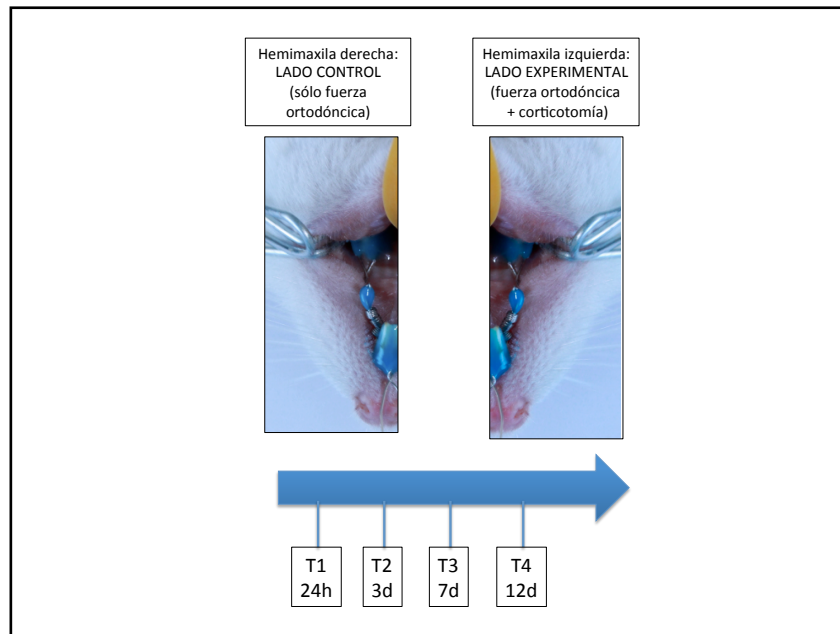 Hemimaxila derecha:
LADO CONTROL
(sólo fuerza
ortodóncica)
Hemimaxila izquierda:
LADO EXPERIMENTAL
(fuerza ortodóncica
+ corticotomía)
T1
24h
T2
3d
T3
7d
T4
12d